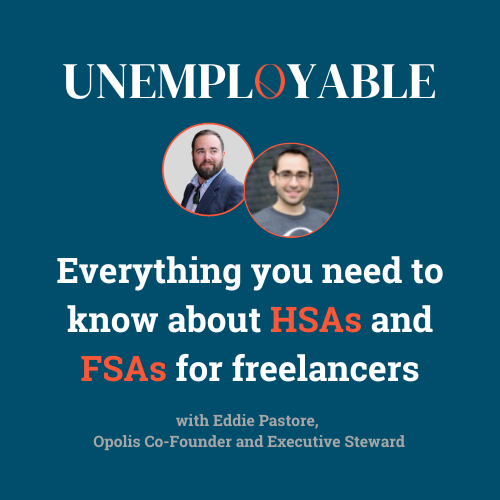 UNEMPLOYABLE
Everything you need to
know about HSAs and
FSAs for freelancers
with Eddie Pastore,
Opolis Co-Founder and Executive Steward